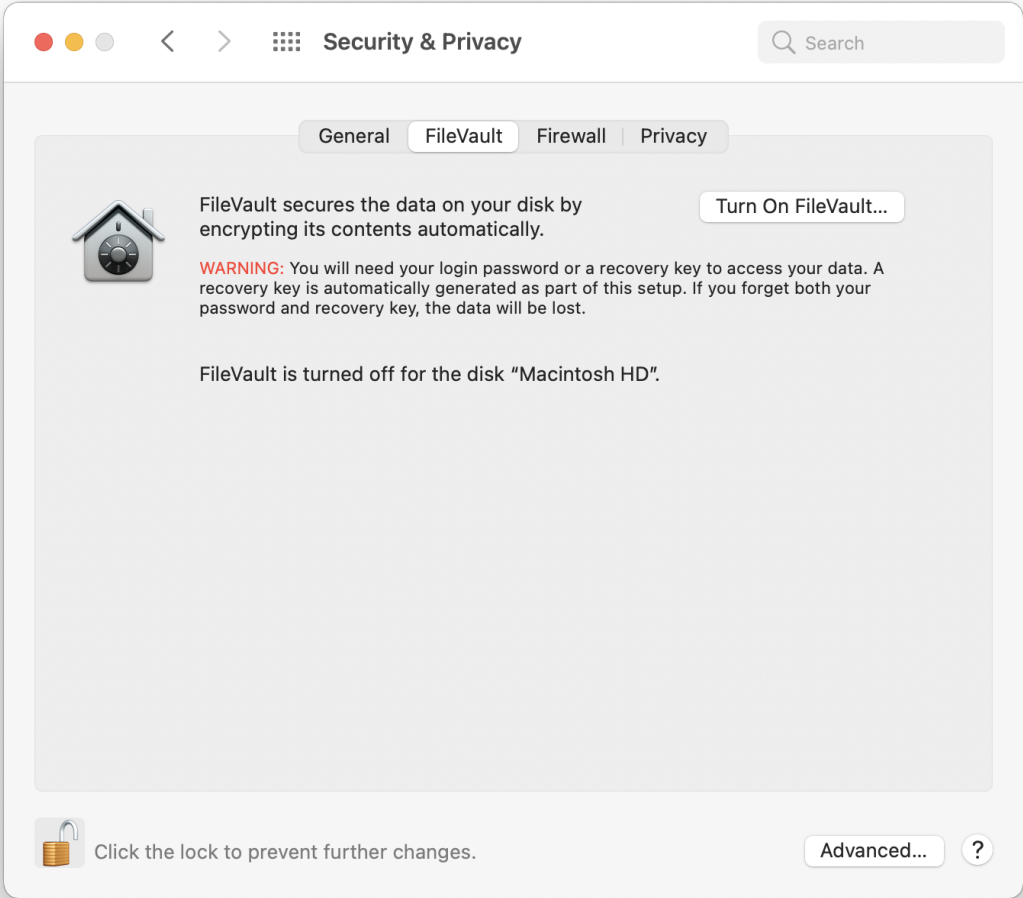 Security & Privacy
Search
General
FileVault
Firewall
Privacy
FileVault secures the data on your disk by
encrypting its contents automatically.
Turn On FileVault...
WARNING: You will need your login password or a recovery key to access your data. A
recovery key is automatically generated as part of this setup. If you forget both your
password and recovery key, the data will be lost.
FileVault is turned off for the disk “Macintosh HD”.
Click the lock to prevent further changes.
Advanced...
?